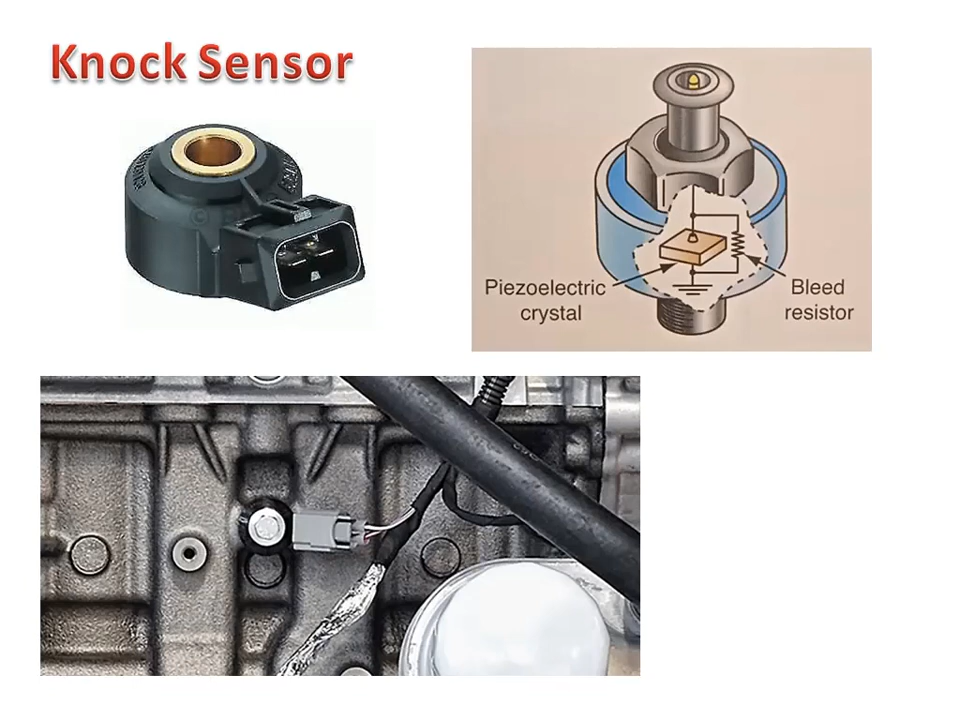 Knock Sensor
Piezoelectric
crystal
Bleed
resistor